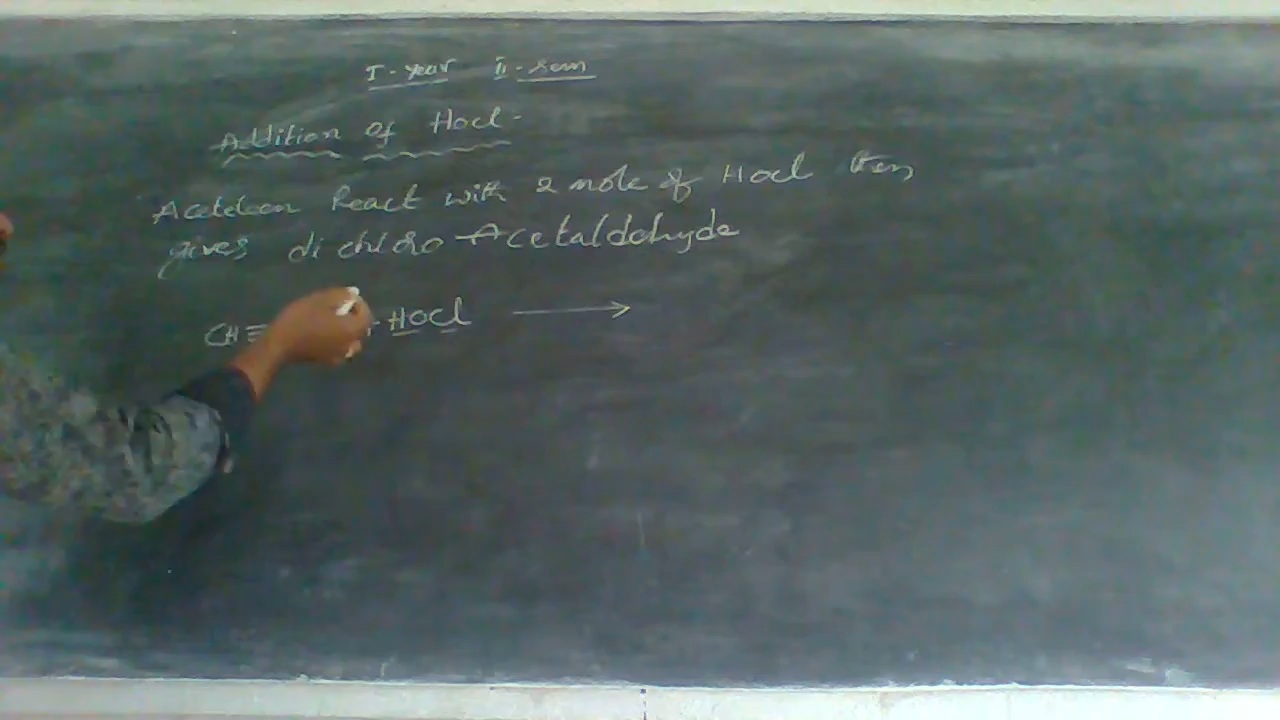 I - year II - sem
Addition of Hocl -
Acetelean React with 2 mole of Hocl then
gives di chloro Acetaldehyde
CH≡ HOCl →